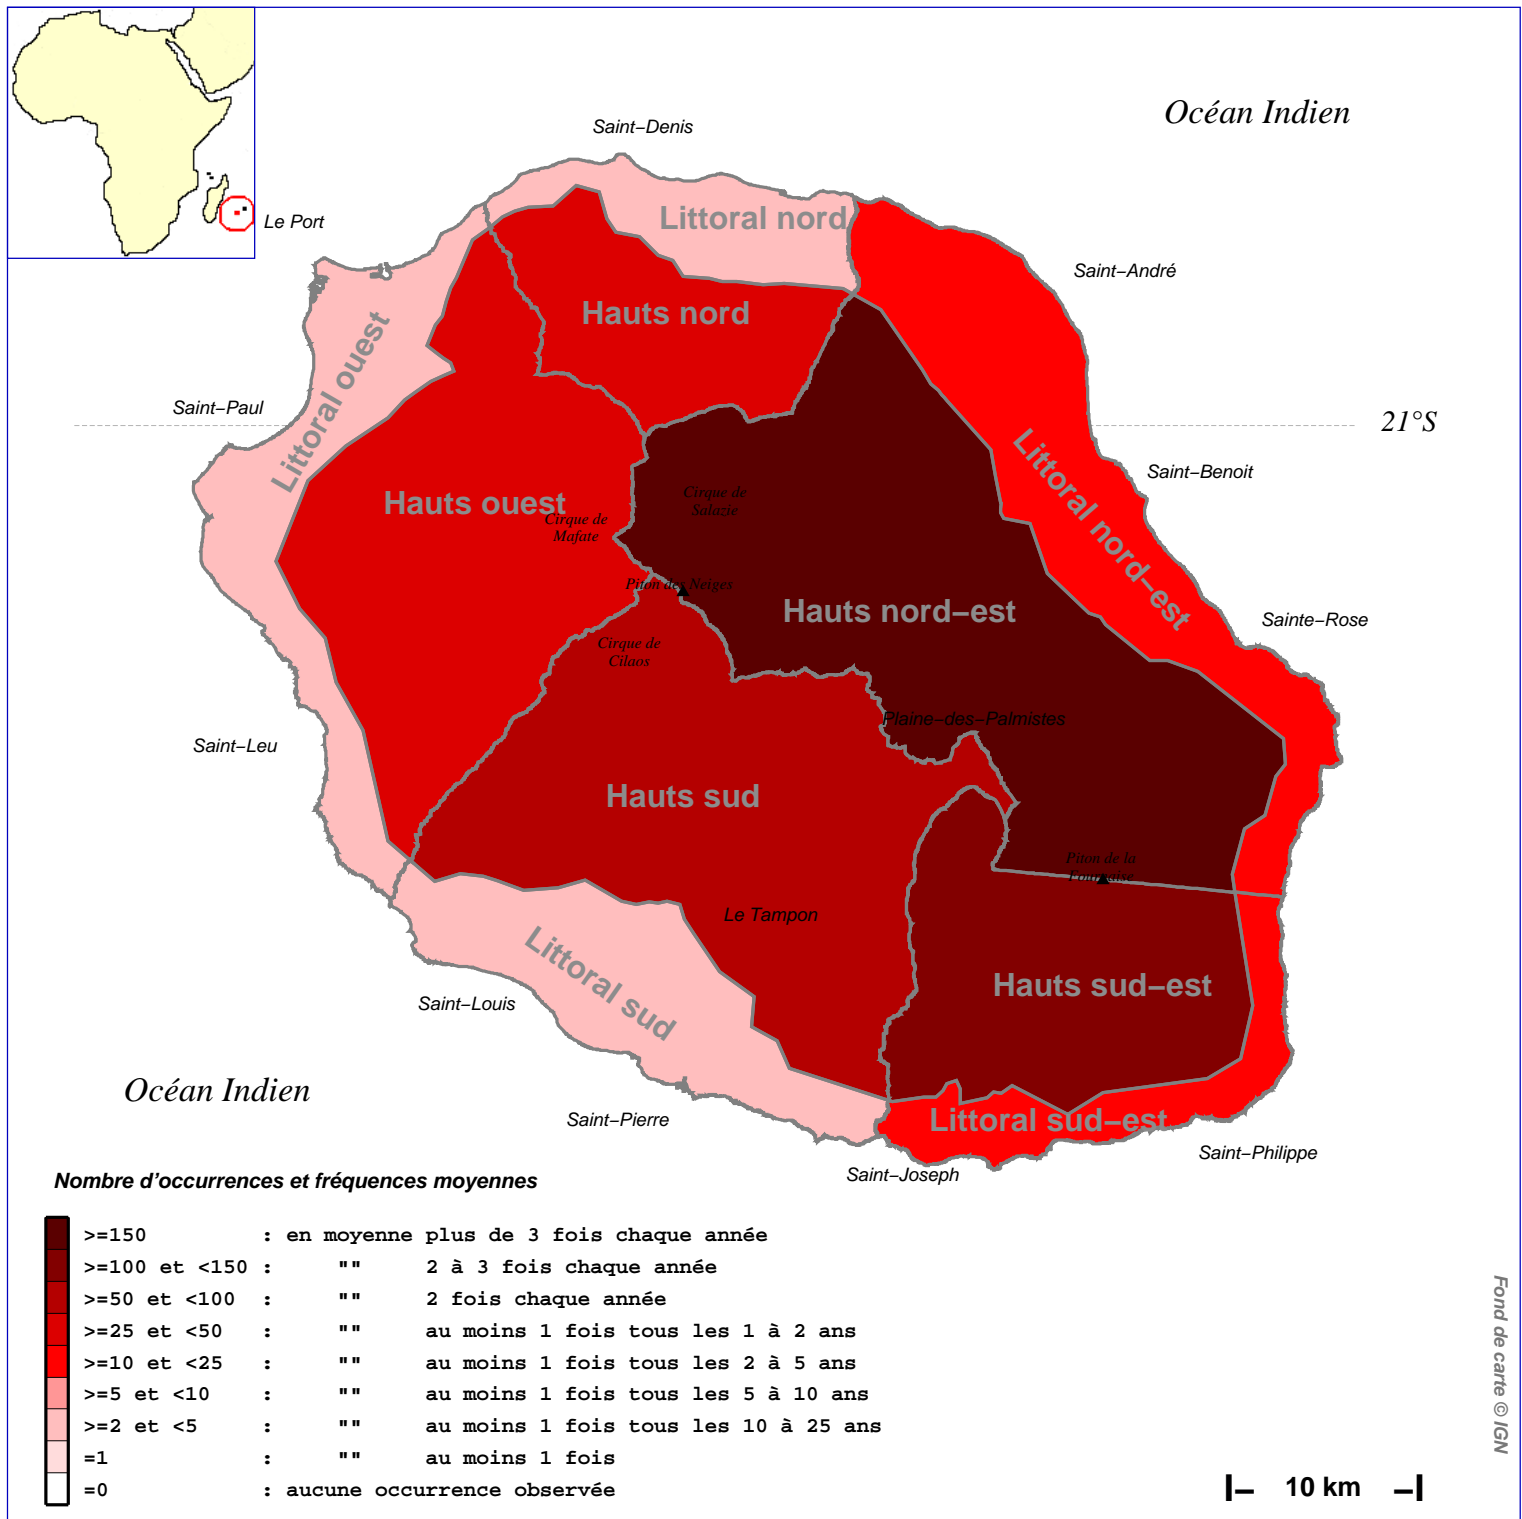 Océan Indien
Saint−Denis
Le Port
Littoral nord
Saint−André
Hauts nord
Littoral ouest
Saint−Paul
21°S
Littoral nord−est
Saint−Benoit
Hauts ouest
Cirque de
Salazie
Cirque de
Mafate
Piton des Neiges
Hauts nord−est
Sainte−Rose
Cirque de
Cilaos
Plaine−des−Palmistes
Saint−Leu
Hauts sud
Piton de la
Fournaise
Le Tampon
Littoral sud
Hauts sud−est
Saint−Louis
Océan Indien
Saint−Pierre
Littoral sud−est
Saint−Philippe
Saint−Joseph
Nombre d'occurrences et fréquences moyennes
>=150 : en moyenne plus de 3 fois chaque année
>=100 et <150 : "" 2 à 3 fois chaque année
>=50 et <100 : "" 2 fois chaque année
>=25 et <50 : "" au moins 1 fois tous les 1 à 2 ans
>=10 et <25 : "" au moins 1 fois tous les 2 à 5 ans
>=5 et <10 : "" au moins 1 fois tous les 5 à 10 ans
>=2 et <5 : "" au moins 1 fois tous les 10 à 25 ans
=1 : "" au moins 1 fois
=0 : aucune occurrence observée
10 km
Fond de carte © IGN